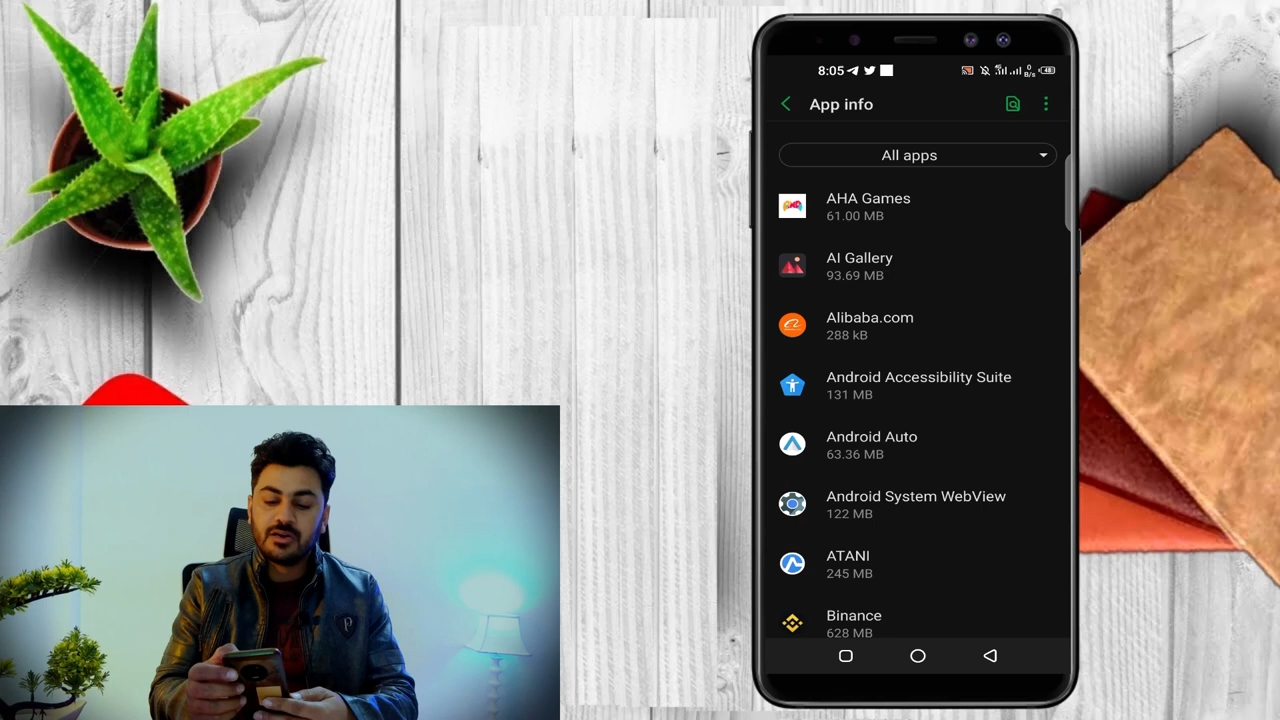 8:05
0
B/s
48
App info
All apps
AHA Games
61.00 MB
AI Gallery
93.69 MB
Alibaba.com
288 kB
Android Accessibility Suite
131 MB
Android Auto
63.36 MB
Android System WebView
122 MB
ATANI
245 MB
Binance
628 MB